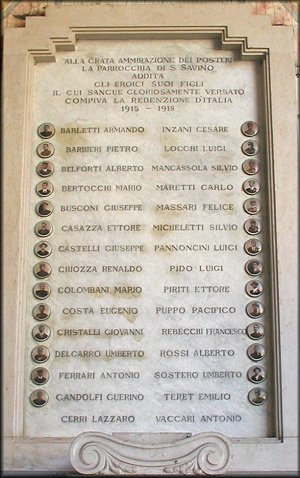 ALLA GRATA AMMIRAZIONE DEI POSTERI
LA PARROCCHIA DI S. SAVINO
ADDITA
GLI EROICI SUOI FIGLI
IL CUI SANGUE GLORIOSAMENTE VERSATO
COMPIVA LA REDENZIONE D'ITALIA
1915 - 1918
BARLETTI ARMANDO INZANI CESARE
BARBIERI PIETRO LOCCHI LUIGI
BELFORTI ALBERTO MANCASSOLA SILVIO
BERTOCCHI MARIO MARETTI CARLO
BUSCONI GIUSEPPE MASSARI FELICE
CASAZZA ETTORE MICHELETTI SILVIO
CASTELLI GIUSEPPE PANNONCINI LUIGI
CHIOZZA RENALDO PIDO LUIGI
COLOMBANI MARIO PIRITI ETTORE
COSTA EUGENIO PUPPO PACIFICO
CRISTALLI GIOVANNI REBECCHI FRANCESCO
DELCARRO UMBERTO ROSSI ALBERTO
FERRARI ANTONIO SOSTERO UMBERTO
GANDOLFI GUERINO TERET EMILIO
CERRI LAZZARO VACCARI ANTONIO